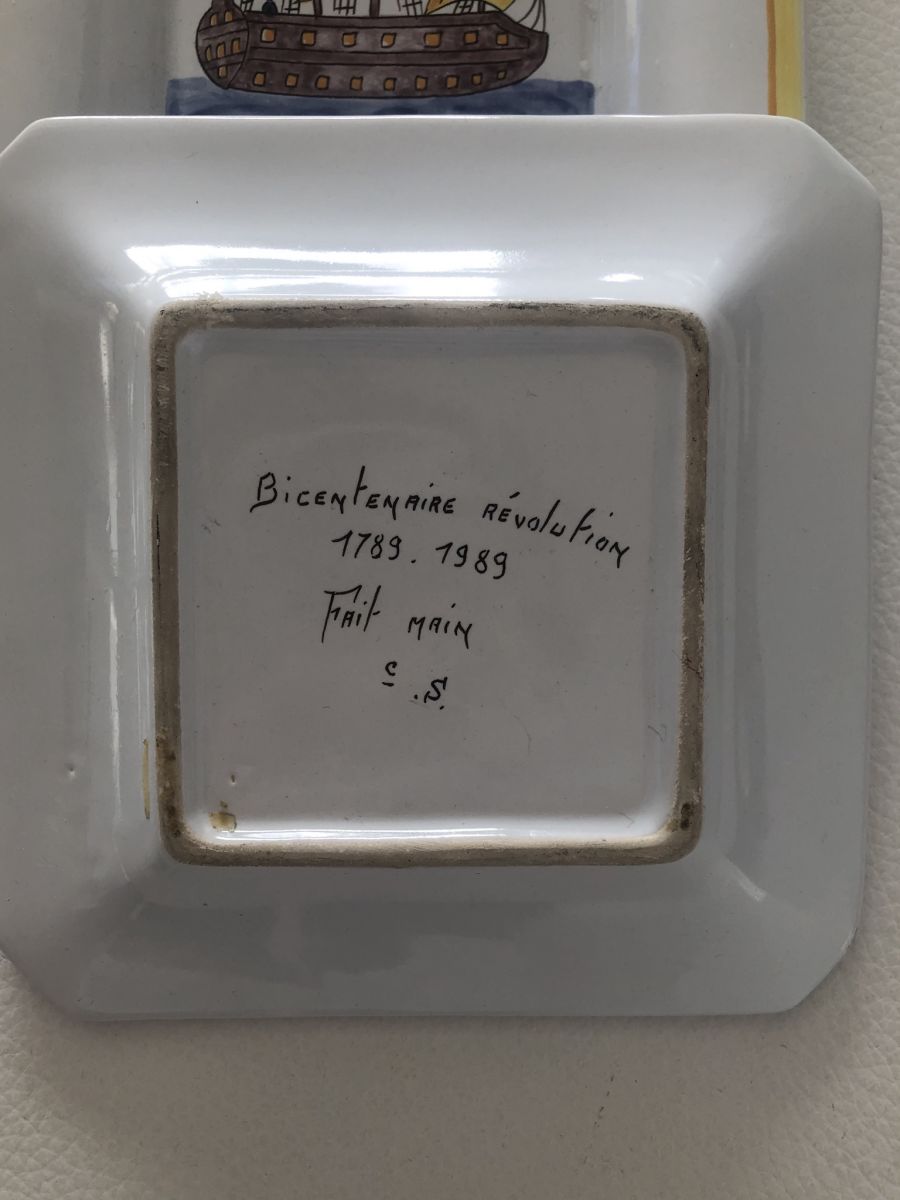 Bicentenaire révolution
1789. 1989
Fait main
c .S.